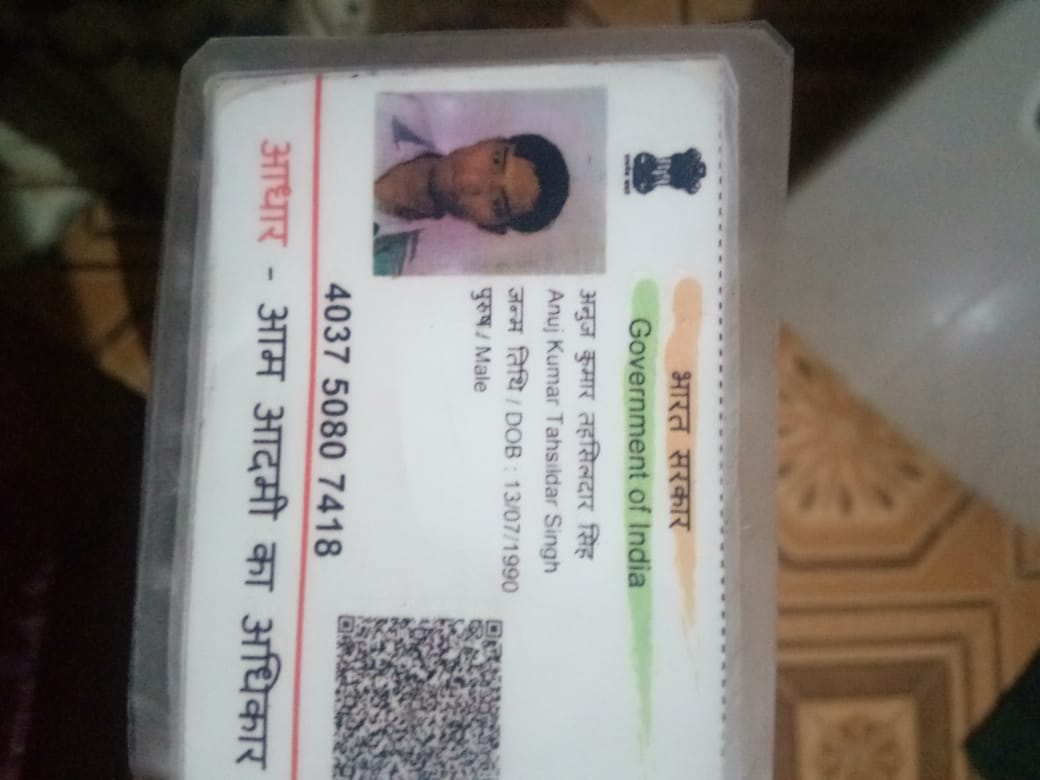 भारत सरकार
Government of India
अनुज कुमार तहसिलदार सिंह
Anuj Kumar Tahsildar Singh
जन्म तिथि / DOB : 13/07/1990
पुरुष / Male
4037 5080 7418
आधार - आम आदमी का अधिकार